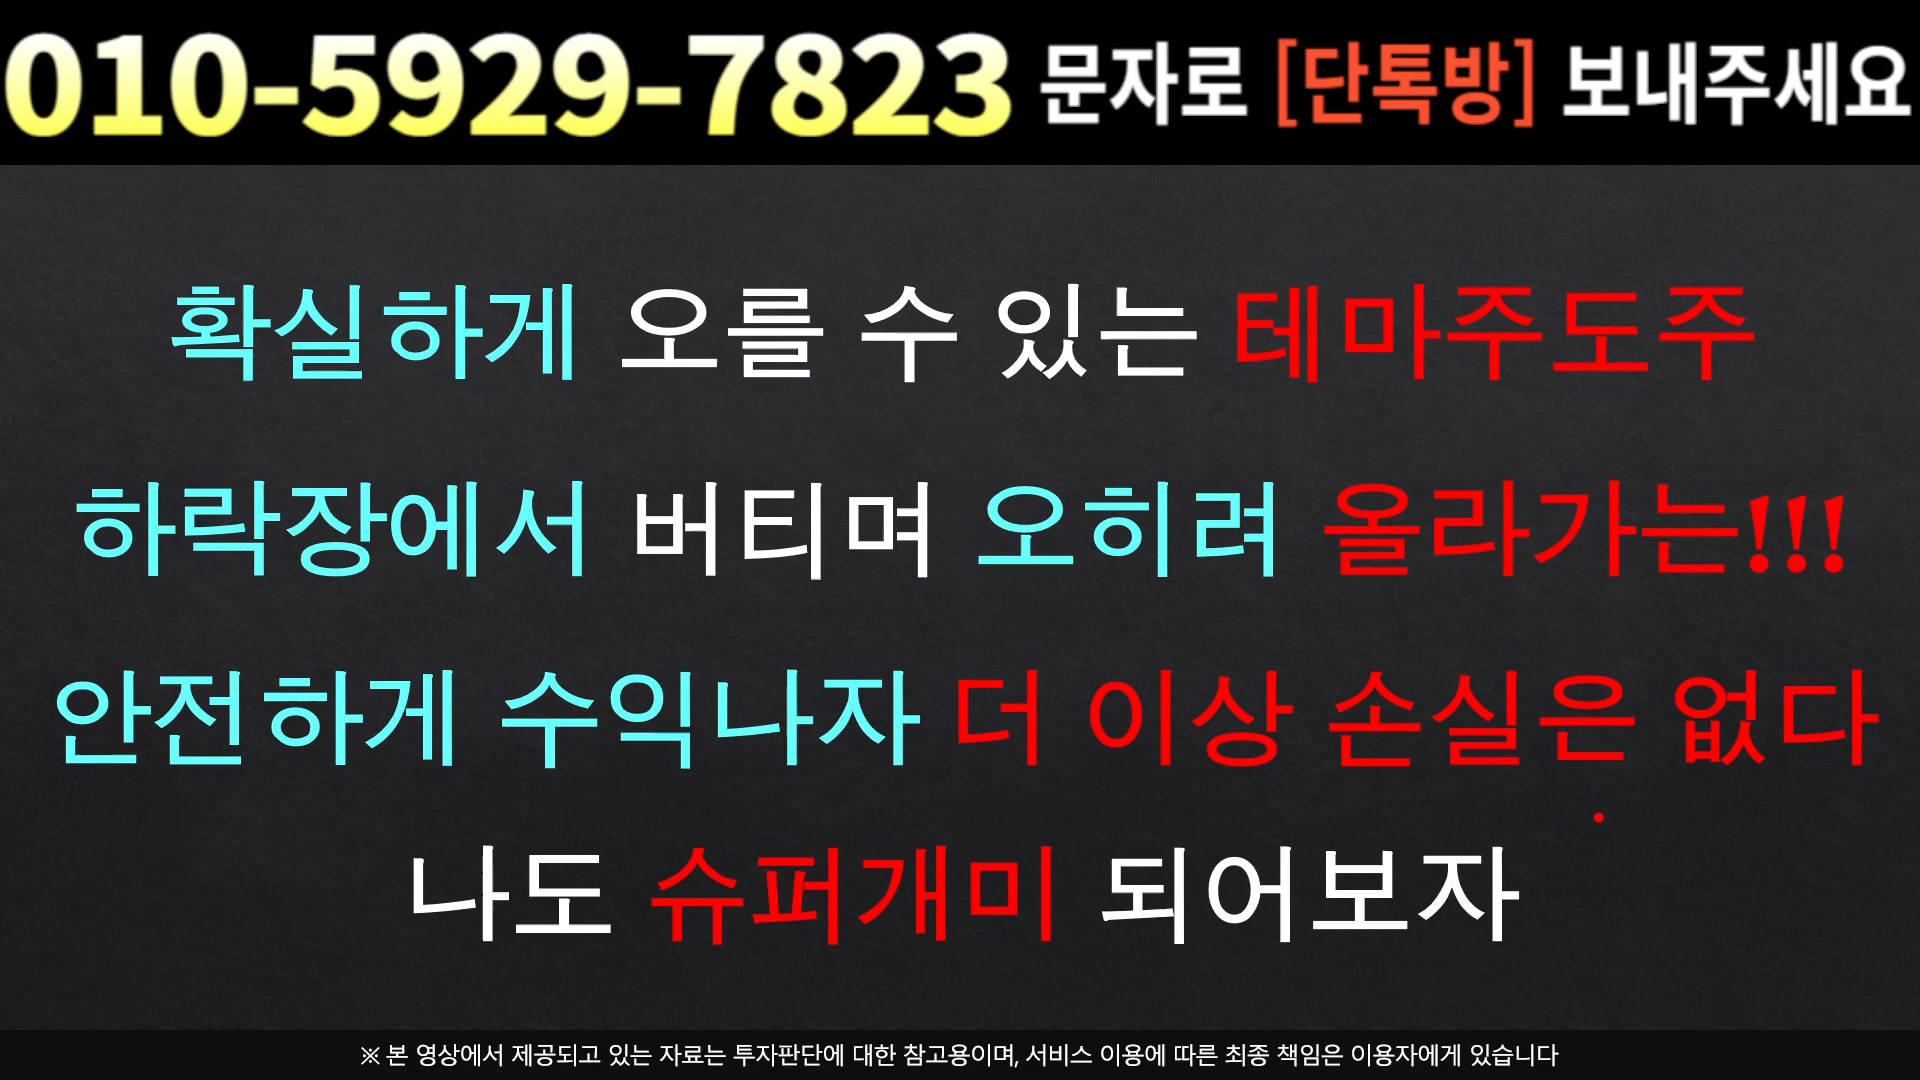 010-5929-7823 문자로 [단톡방] 보내주세요
확실하게 오를 수 있는 테마주도주
하락장에서 버티며 오히려 올라가는!!!
안전하게 수익나자 더 이상 손실은 없다
나도 슈퍼개미 되어보자
※ 본 영상에서 제공되고 있는 자료는 투자판단에 대한 참고용이며, 서비스 이용에 따른 최종 책임은 이용자에게 있습니다